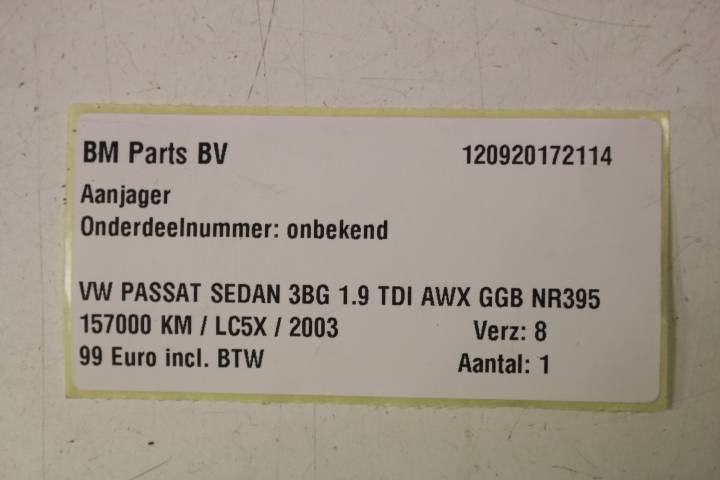 BM Parts BV 120920172114
Aanjager
Onderdeelnummer: onbekend
VW PASSAT SEDAN 3BG 1.9 TDI AWX GGB NR395
157000 KM / LC5X / 2003 Verz: 8
99 Euro incl. BTW Aantal: 1